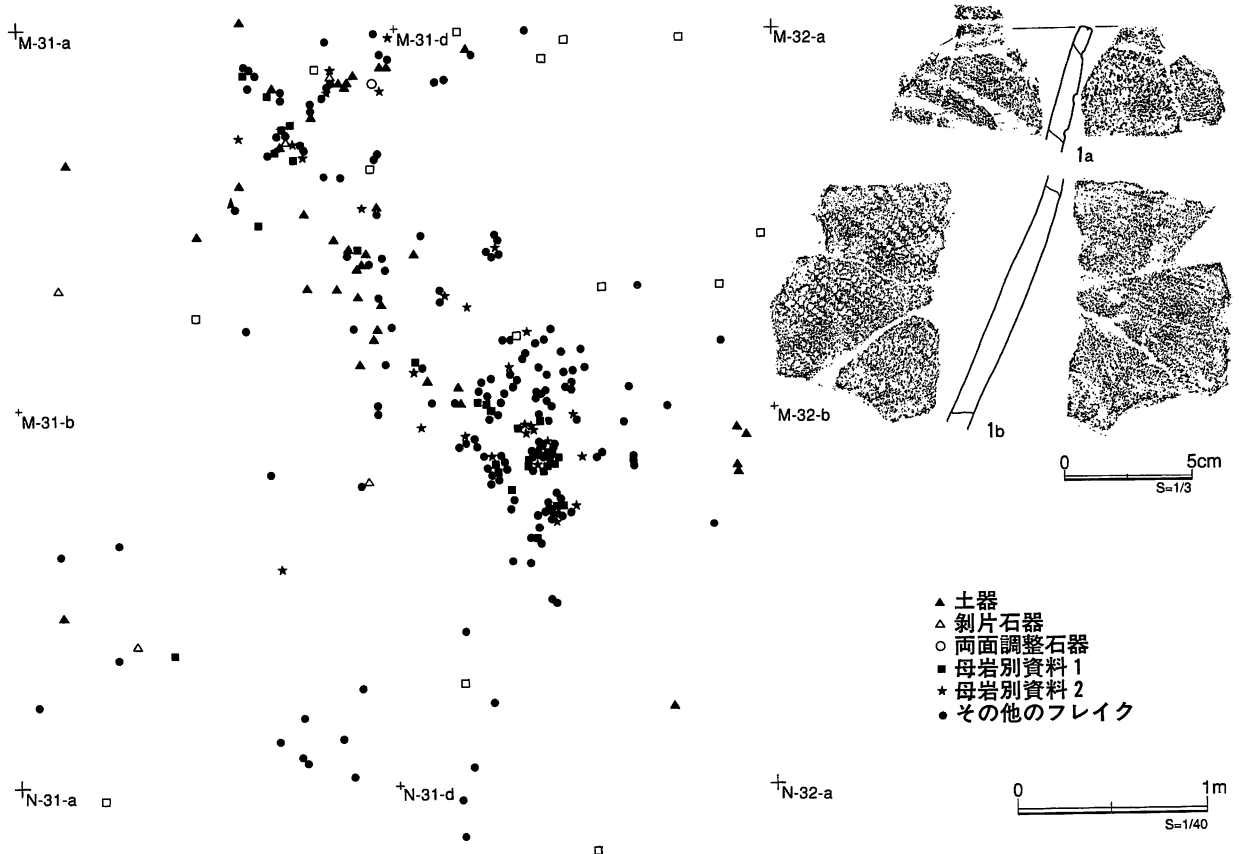 M-31-a
M-31-d
M-32-a
1a
M-31-b
M-32-b
1b
0 5cm
S=1/3
土器
剝片石器
両面調整石器
母岩別資料1
母岩別資料2
その他のフレイク
N-31-a
N-31-d
N-32-a
0 1m
S=1/40